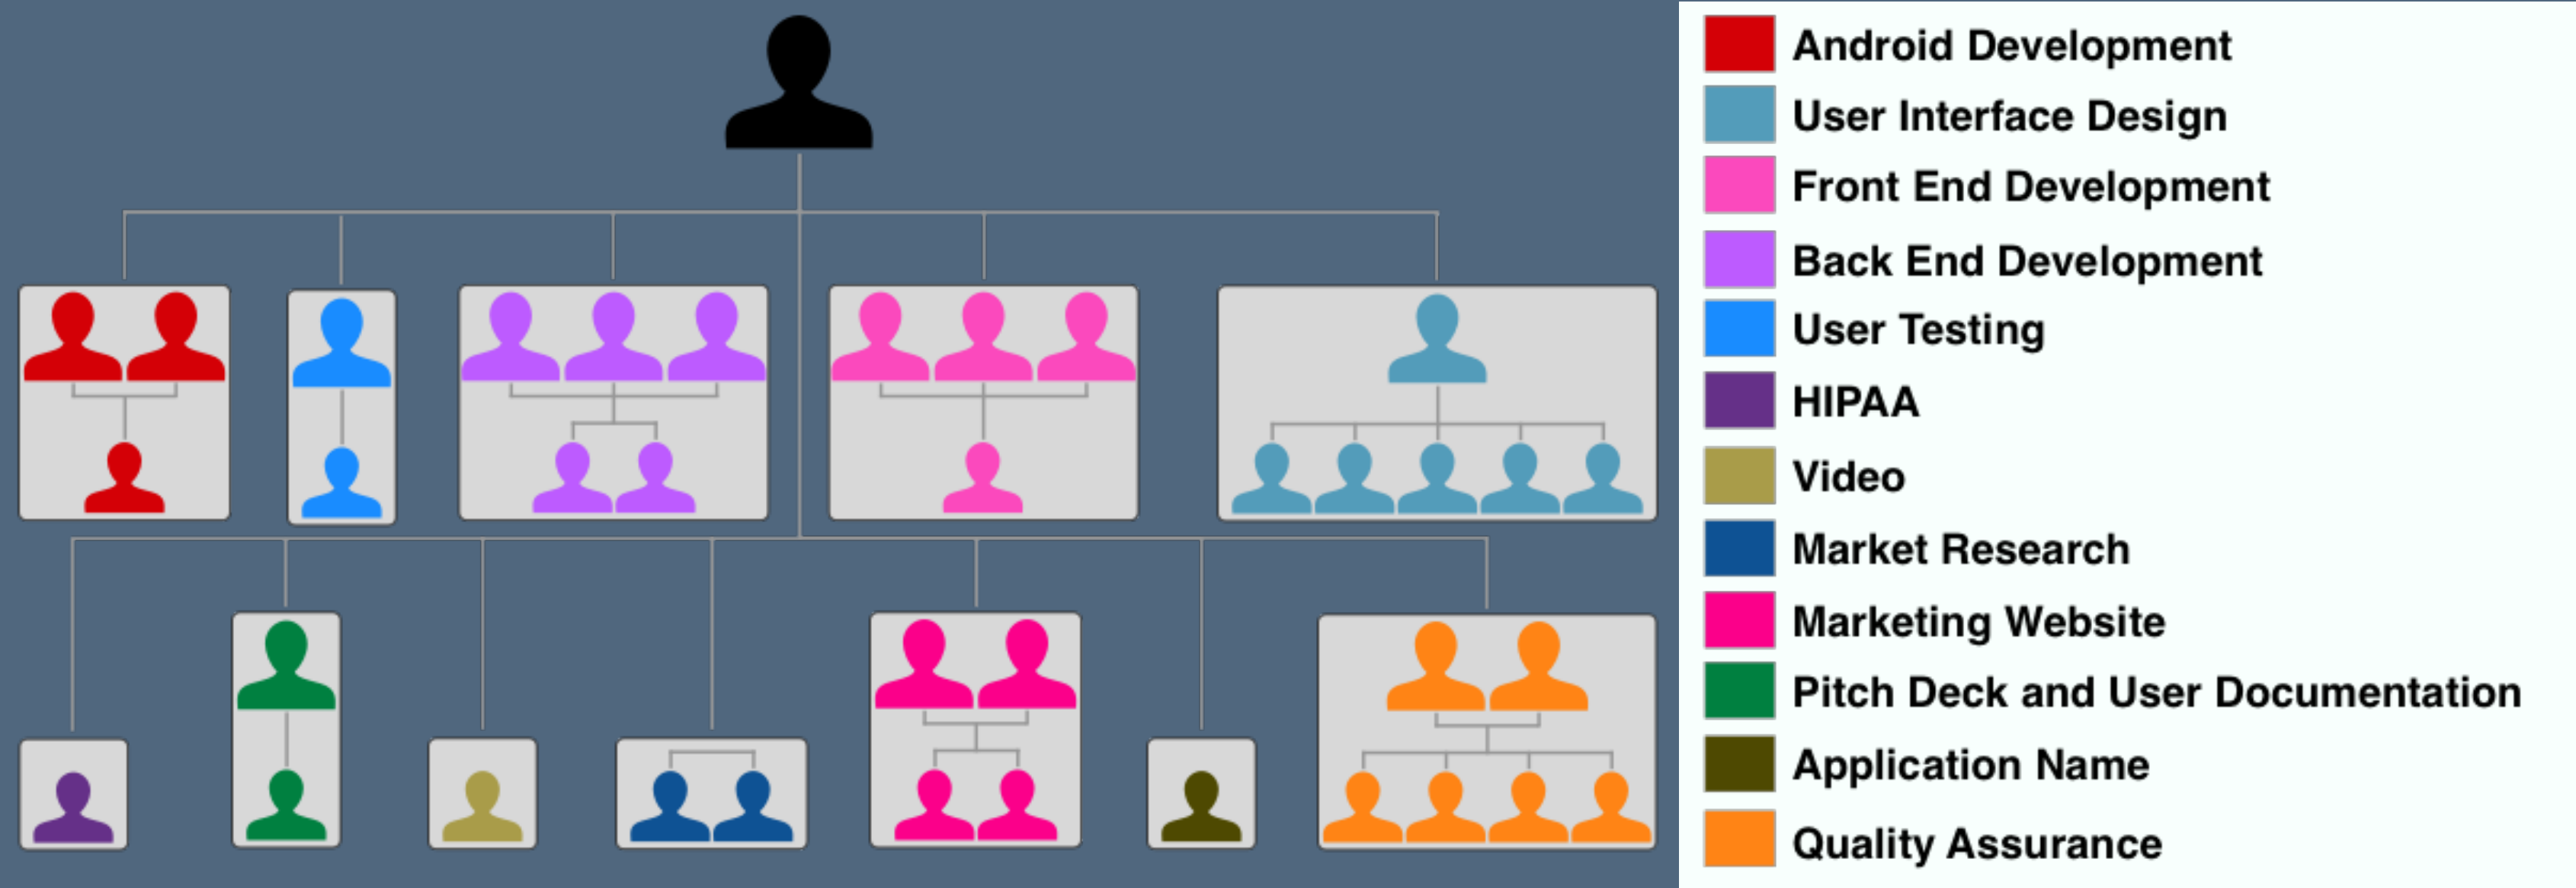 Android Development
User Interface Design
Front End Development
Back End Development
User Testing
HIPAA
Video
Market Research
Marketing Website
Pitch Deck and User Documentation
Application Name
Quality Assurance